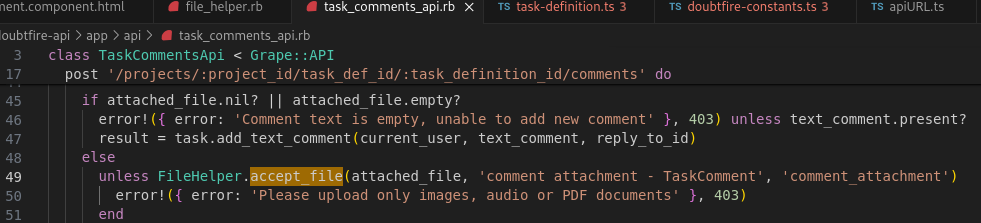 ment.component.html file_helper.rb task_comments_api.rb × TS task-definition.ts 3 TS doubtfire-constants.ts 3 TS apiURL.ts
loubtfire-api > app > api > task_comments_api.rb
3 class TaskCommentsApi < Grape::API
17 post '/projects/:project_id/task_def_id/:task_definition_id/comments' do
45 if attached_file.nil? || attached_file.empty?
46 error!({ error: 'Comment text is empty, unable to add new comment' }, 403) unless text_comment.present?
47 result = task.add_text_comment(current_user, text_comment, reply_to_id)
48 else
49 unless FileHelper.accept_file(attached_file, 'comment attachment - TaskComment', 'comment_attachment')
50 error!({ error: 'Please upload only images, audio or PDF documents' }, 403)
51 end